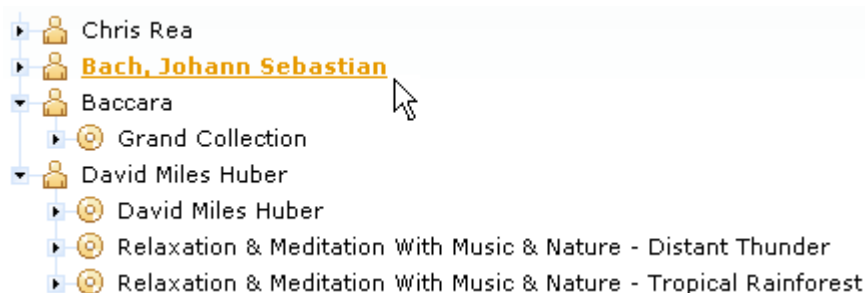 Chris Rea
Bach, Johann Sebastian
Baccara
Grand Collection
David Miles Huber
David Miles Huber
Relaxation & Meditation With Music & Nature - Distant Thunder
Relaxation & Meditation With Music & Nature - Tropical Rainforest